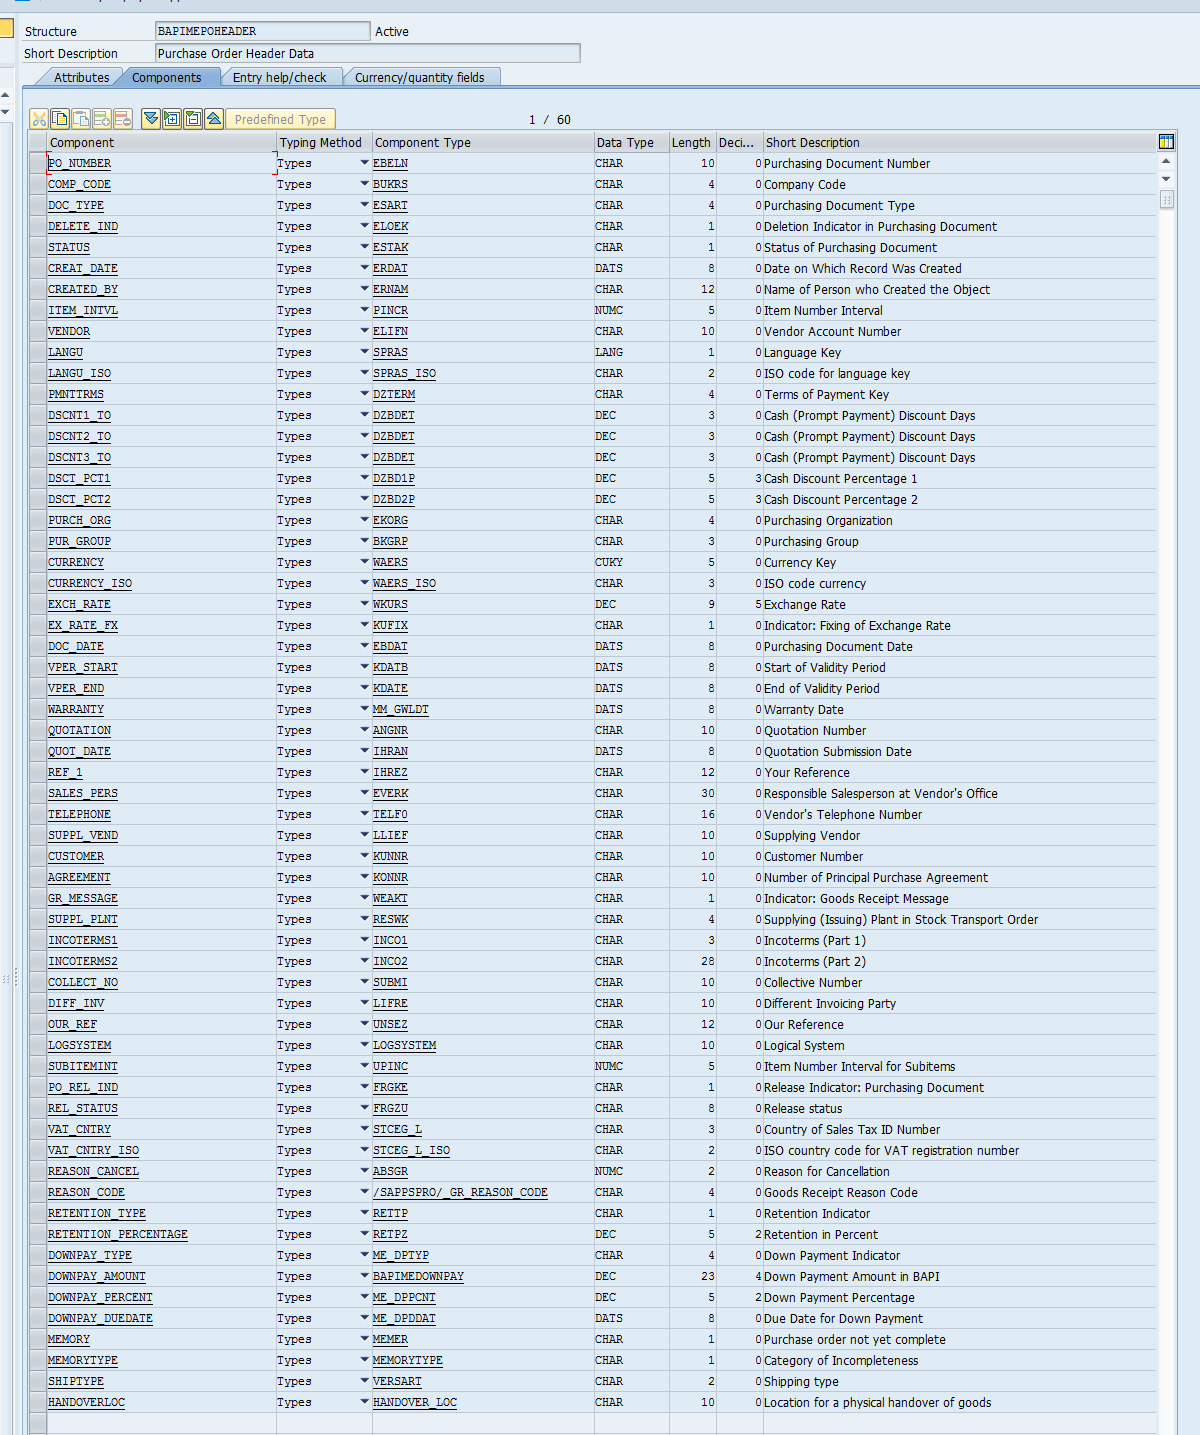 Structure BAPIMEPOHEADER Active
Short Description Purchase Order Header Data
Attributes Components Entry help/check Currency/quantity fields
Predefined Type 1 / 60
Component Typing Method Component Type Data Type Length Deci... Short Description
PO_NUMBER Types EBELN CHAR 10 0 Purchasing Document Number
COMP_CODE Types BUKRS CHAR 4 0 Company Code
DOC_TYPE Types ESART CHAR 4 0 Purchasing Document Type
DELETE_IND Types ELOEK CHAR 1 0 Deletion Indicator in Purchasing Document
STATUS Types ESTAK CHAR 1 0 Status of Purchasing Document
CREAT_DATE Types ERDAT DATS 8 0 Date on Which Record Was Created
CREATED_BY Types ERNAM CHAR 12 0 Name of Person who Created the Object
ITEM_INTVL Types PINCR NUMC 5 0 Item Number Interval
VENDOR Types ELIFN CHAR 10 0 Vendor Account Number
LANGU Types SPRAS LANG 1 0 Language Key
LANGU_ISO Types SPRAS_ISO CHAR 2 0 ISO code for language key
PMNTTRMS Types DZTERM CHAR 4 0 Terms of Payment Key
DSCNT1_TO Types DZBDET DEC 3 0 Cash (Prompt Payment) Discount Days
DSCNT2_TO Types DZBDET DEC 3 0 Cash (Prompt Payment) Discount Days
DSCNT3_TO Types DZBDET DEC 3 0 Cash (Prompt Payment) Discount Days
DSCT_PCT1 Types DZBD1P DEC 5 3 Cash Discount Percentage 1
DSCT_PCT2 Types DZBD2P DEC 5 3 Cash Discount Percentage 2
PURCH_ORG Types EKORG CHAR 4 0 Purchasing Organization
PUR_GROUP Types BKGRP CHAR 3 0 Purchasing Group
CURRENCY Types WAERS CUKY 5 0 Currency Key
CURRENCY_ISO Types WAERS_ISO CHAR 3 0 ISO code currency
EXCH_RATE Types WKURS DEC 9 5 Exchange Rate
EX_RATE_FX Types KUFIX CHAR 1 0 Indicator: Fixing of Exchange Rate
DOC_DATE Types EBDAT DATS 8 0 Purchasing Document Date
VPER_START Types KDATB DATS 8 0 Start of Validity Period
VPER_END Types KDATE DATS 8 0 End of Validity Period
WARRANTY Types MM_GWLDT DATS 8 0 Warranty Date
QUOTATION Types ANGNR CHAR 10 0 Quotation Number
QUOT_DATE Types IHRAN DATS 8 0 Quotation Submission Date
REF_1 Types IHREZ CHAR 12 0 Your Reference
SALES_PERS Types EVERK CHAR 30 0 Responsible Salesperson at Vendor's Office
TELEPHONE Types TELF0 CHAR 16 0 Vendor's Telephone Number
SUPPL_VEND Types LLIEF CHAR 10 0 Supplying Vendor
CUSTOMER Types KUNNR CHAR 10 0 Customer Number
AGREEMENT Types KONNR CHAR 10 0 Number of Principal Purchase Agreement
GR_MESSAGE Types WEAKT CHAR 1 0 Indicator: Goods Receipt Message
SUPPL_PLNT Types RESWK CHAR 4 0 Supplying (Issuing) Plant in Stock Transport Order
INCOTERMS1 Types INCO1 CHAR 3 0 Incoterms (Part 1)
INCOTERMS2 Types INCO2 CHAR 28 0 Incoterms (Part 2)
COLLECT_NO Types SUBMI CHAR 10 0 Collective Number
DIFF_INV Types LIFRE CHAR 10 0 Different Invoicing Party
OUR_REF Types UNSEZ CHAR 12 0 Our Reference
LOGSYSTEM Types LOGSYSTEM CHAR 10 0 Logical System
SUBITEMINT Types UPINC NUMC 5 0 Item Number Interval for Subitems
PO_REL_IND Types FRGKE CHAR 1 0 Release Indicator: Purchasing Document
REL_STATUS Types FRGZU CHAR 8 0 Release status
VAT_CNTRY Types STCEG_L CHAR 3 0 Country of Sales Tax ID Number
VAT_CNTRY_ISO Types STCEG_L_ISO CHAR 2 0 ISO country code for VAT registration number
REASON_CANCEL Types ABSGR NUMC 2 0 Reason for Cancellation
REASON_CODE Types /SAPPSPRO/_GR_REASON_CODE CHAR 4 0 Goods Receipt Reason Code
RETENTION_TYPE Types RETTP CHAR 1 0 Retention Indicator
RETENTION_PERCENTAGE Types RETPZ DEC 5 2 Retention in Percent
DOWNPAY_TYPE Types ME_DPTYP CHAR 4 0 Down Payment Indicator
DOWNPAY_AMOUNT Types BAPIMEDOWNPAY DEC 23 4 Down Payment Amount in BAPI
DOWNPAY_PERCENT Types ME_DPPCNT DEC 5 2 Down Payment Percentage
DOWNPAY_DUEDATE Types ME_DPDDAT DATS 8 0 Due Date for Down Payment
MEMORY Types MEMER CHAR 1 0 Purchase order not yet complete
MEMORYTYPE Types MEMORYTYPE CHAR 1 0 Category of Incompleteness
SHIPTYPE Types VERSART CHAR 2 0 Shipping type
HANDOVERLOC Types HANDOVER_LOC CHAR 10 0 Location for a physical handover of goods